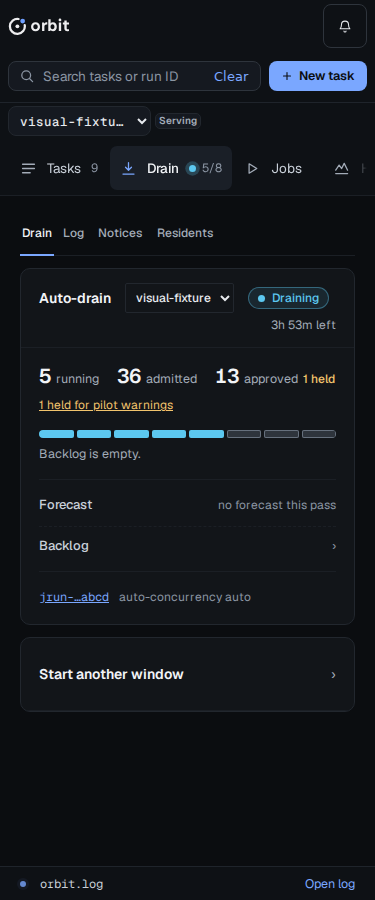 orbit
Search tasks or run ID Clear + New task
visual-fixtu… Serving
Tasks 9 Drain 5/8 Jobs
Drain Log Notices Residents
Auto-drain visual-fixture Draining
3h 53m left
5 running 36 admitted 13 approved 1 held
1 held for pilot warnings
Backlog is empty.
Forecast no forecast this pass
Backlog ›
jrun-…abcd auto-concurrency auto
Start another window ›
orbit.log Open log